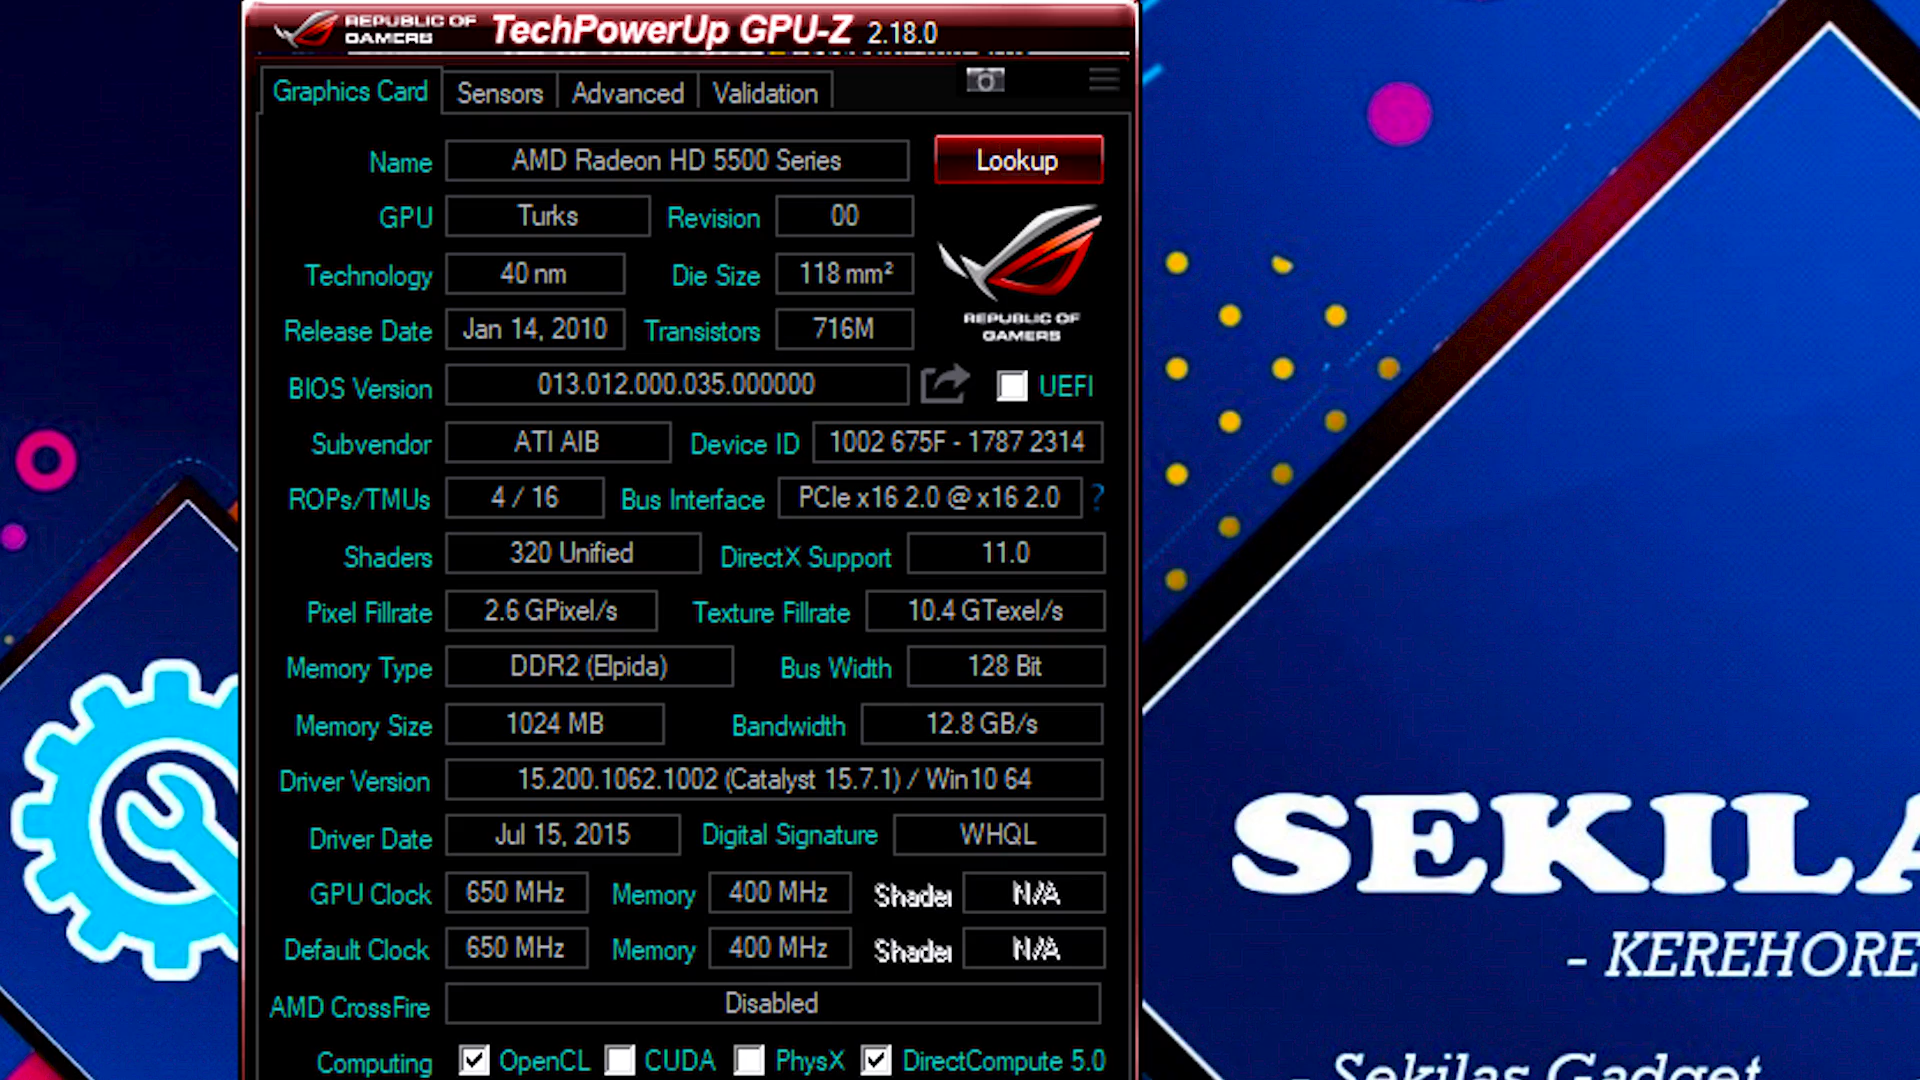 REPUBLIC OF GAMERS TechPowerUp GPU-Z 2.18.0
Graphics Card Sensors Advanced Validation
Name AMD Radeon HD 5500 Series Lookup
GPU Turks Revision 00
Technology 40 nm Die Size 118 mm²
REPUBLIC OF GAMERS
Release Date Jan 14, 2010 Transistors 716M
BIOS Version 013.012.000.035.000000 UEFI
Subvendor ATI AIB Device ID 1002 675F - 1787 2314
ROPs/TMUs 4 / 16 Bus Interface PCIe x16 2.0 @ x16 2.0 ?
Shaders 320 Unified DirectX Support 11.0
Pixel Fillrate 2.6 GPixel/s Texture Fillrate 10.4 GTexel/s
Memory Type DDR2 (Elpida) Bus Width 128 Bit
Memory Size 1024 MB Bandwidth 12.8 GB/s
Driver Version 15.200.1062.1002 (Catalyst 15.7.1) / Win10 64
Driver Date Jul 15, 2015 Digital Signature WHQL
GPU Clock 650 MHz Memory 400 MHz Shader N/A
Default Clock 650 MHz Memory 400 MHz Shader N/A
AMD CrossFire Disabled
Computing OpenCL CUDA PhysX DirectCompute 5.0
SEKILA
- KEREHORE
- Sekilas Gadget